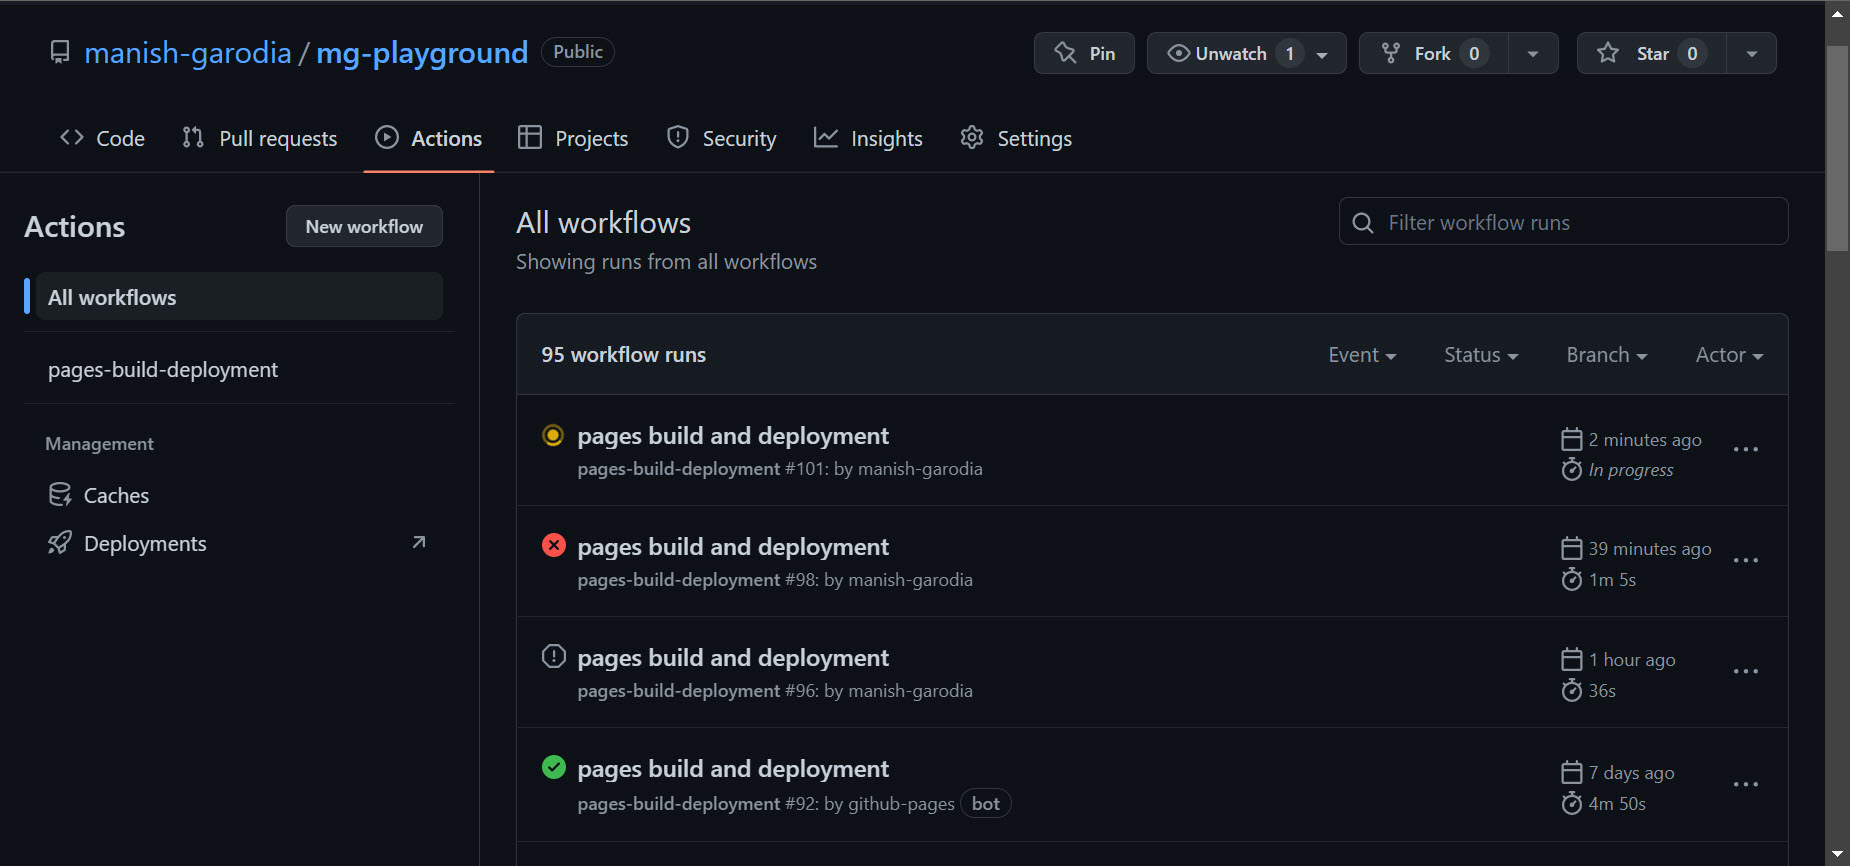 manish-garodia / mg-playground Public
Pin
Unwatch 1
Fork 0
Star 0
Code
Pull requests
Actions
Projects
Security
Insights
Settings
Actions
New workflow
All workflows
pages-build-deployment
Management
Caches
Deployments
All workflows
Showing runs from all workflows
Filter workflow runs
95 workflow runs
Event
Status
Branch
Actor
pages build and deployment
pages-build-deployment #101: by manish-garodia
2 minutes ago
In progress
pages build and deployment
pages-build-deployment #98: by manish-garodia
39 minutes ago
1m 5s
pages build and deployment
pages-build-deployment #96: by manish-garodia
1 hour ago
36s
pages build and deployment
pages-build-deployment #92: by github-pages bot
7 days ago
4m 50s